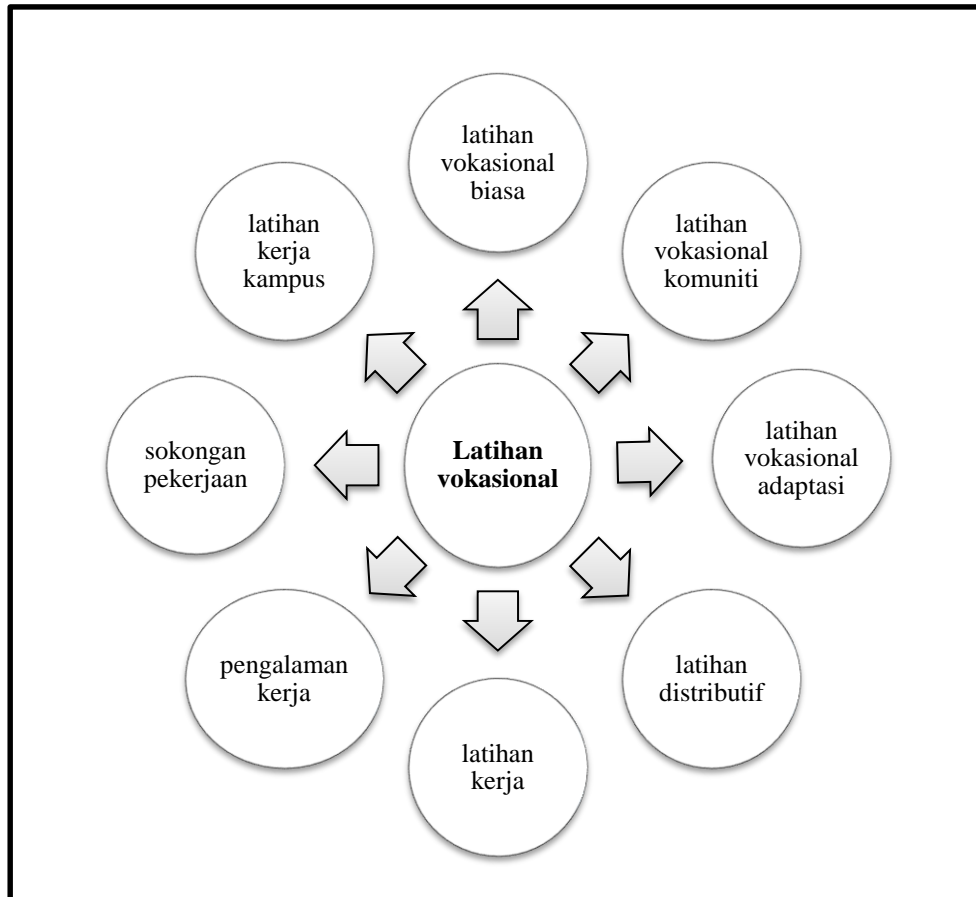 latihan
vokasional
biasa
latihan
vokasional
komuniti
latihan
vokasional
adaptasi
latihan
distributif
latihan
kerja
pengalaman
kerja
sokongan
pekerjaan
latihan
kerja
kampus
Latihan
vokasional